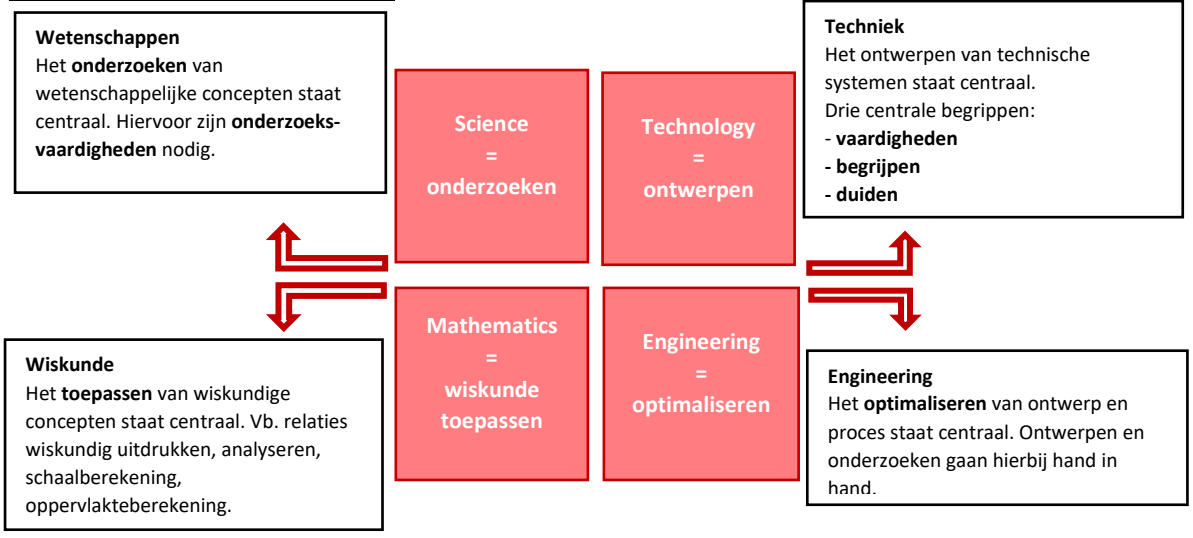 Wetenschappen
Het onderzoeken van
wetenschappelijke concepten staat
centraal. Hiervoor zijn onderzoeks-
vaardigheden nodig.
Science
=
onderzoeken
Technology
=
ontwerpen
Techniek
Het ontwerpen van technische
systemen staat centraal.
Drie centrale begrippen:
- vaardigheden
- begrijpen
- duiden
Wiskunde
Het toepassen van wiskundige
concepten staat centraal. Vb. relaties
wiskundig uitdrukken, analyseren,
schaalberekening,
oppervlakteberekening.
Mathematics
=
wiskunde
toepassen
Engineering
=
optimaliseren
Engineering
Het optimaliseren van ontwerp en
proces staat centraal. Ontwerpen en
onderzoeken gaan hierbij hand in
hand.